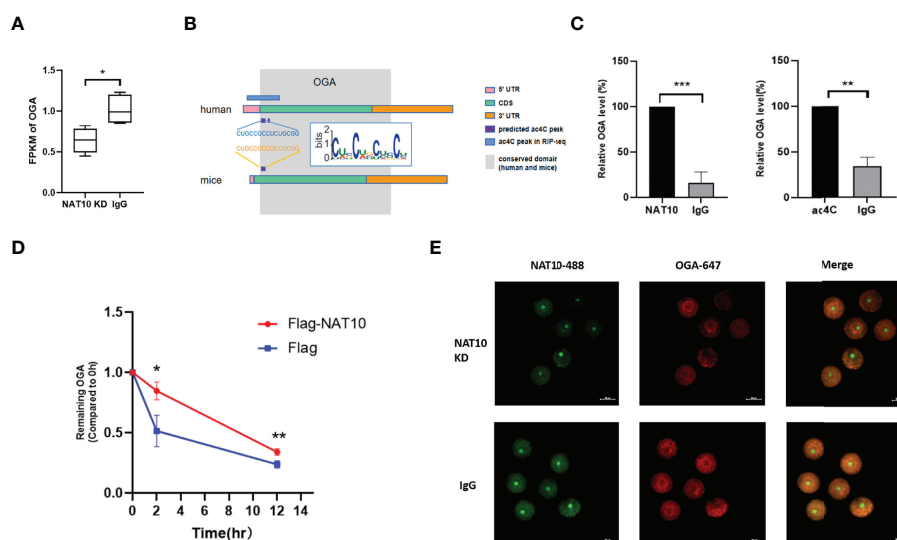 A
FPKM of OGA
1.5
1.0
0.5
0.0
*
NAT10 KD IgG
B
OGA
human
CUGCCGCCUCUGCGG
CUGCCGCCGCCUCGG
bits
2
1
0
mice
5' UTR
CDS
3' UTR
predicted ac4C peak
ac4C peak in RIP-seq
conserved domain
(human and mice)
C
Relative OGA level(%)
150
100
50
0
***
NAT10 IgG
Relative OGA level(%)
150
100
50
0
**
ac4C IgG
D
Remaining OGA
(Compared to 0h)
1.5
1.0
0.5
0.0
*
**
Flag-NAT10
Flag
0 2 4 6 8 10 12 14
Time(hr)
E
NAT10-488 OGA-647 Merge
NAT10
KD
IgG